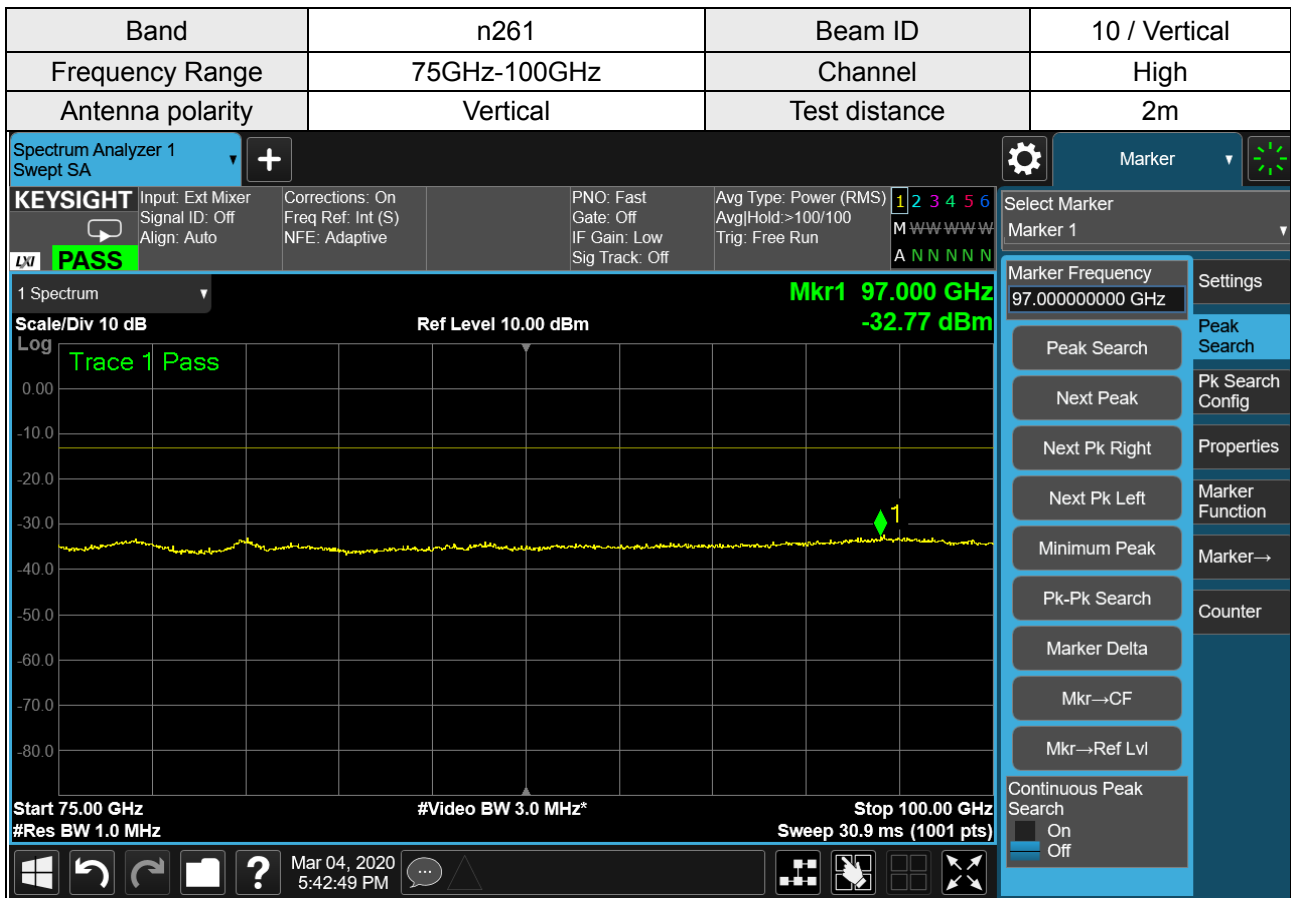 Band n261 Beam ID 10 / Vertical
Frequency Range 75GHz-100GHz Channel High
Antenna polarity Vertical Test distance 2m
Spectrum Analyzer 1
Swept SA
+
Marker
KEYSIGHT
LXI PASS
Input: Ext Mixer
Signal ID: Off
Align: Auto
Corrections: On
Freq Ref: Int (S)
NFE: Adaptive
PNO: Fast
Gate: Off
IF Gain: Low
Sig Track: Off
Avg Type: Power (RMS)
Avg|Hold:>100/100
Trig: Free Run
1 2 3 4 5 6
M W W W W W
A N N N N N
Select Marker
Marker 1
1 Spectrum
Mkr1 97.000 GHz
-32.77 dBm
Scale/Div 10 dB
Ref Level 10.00 dBm
Log
Trace 1 Pass
0.00
-10.0
-20.0
-30.0
-40.0
-50.0
-60.0
-70.0
-80.0
1
Start 75.00 GHz
#Res BW 1.0 MHz
#Video BW 3.0 MHz*
Stop 100.00 GHz
Sweep 30.9 ms (1001 pts)
Marker Frequency
97.000000000 GHz
Peak Search
Next Peak
Next Pk Right
Next Pk Left
Minimum Peak
Pk-Pk Search
Marker Delta
Mkr→CF
Mkr→Ref Lvl
Continuous Peak
Search
On
Off
Settings
Peak
Search
Pk Search
Config
Properties
Marker
Function
Marker→
Counter
?
Mar 04, 2020
5:42:49 PM
...